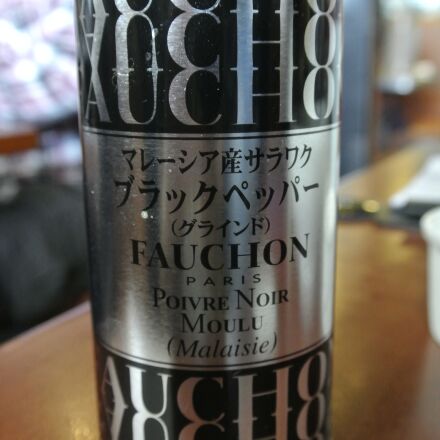 FAUCHON
マレーシア産サラワク
ブラックペッパー
(グラインド)
FAUCHON
PARIS
POIVRE NOIR
MOULU
(Malaisie)
FAUCHON